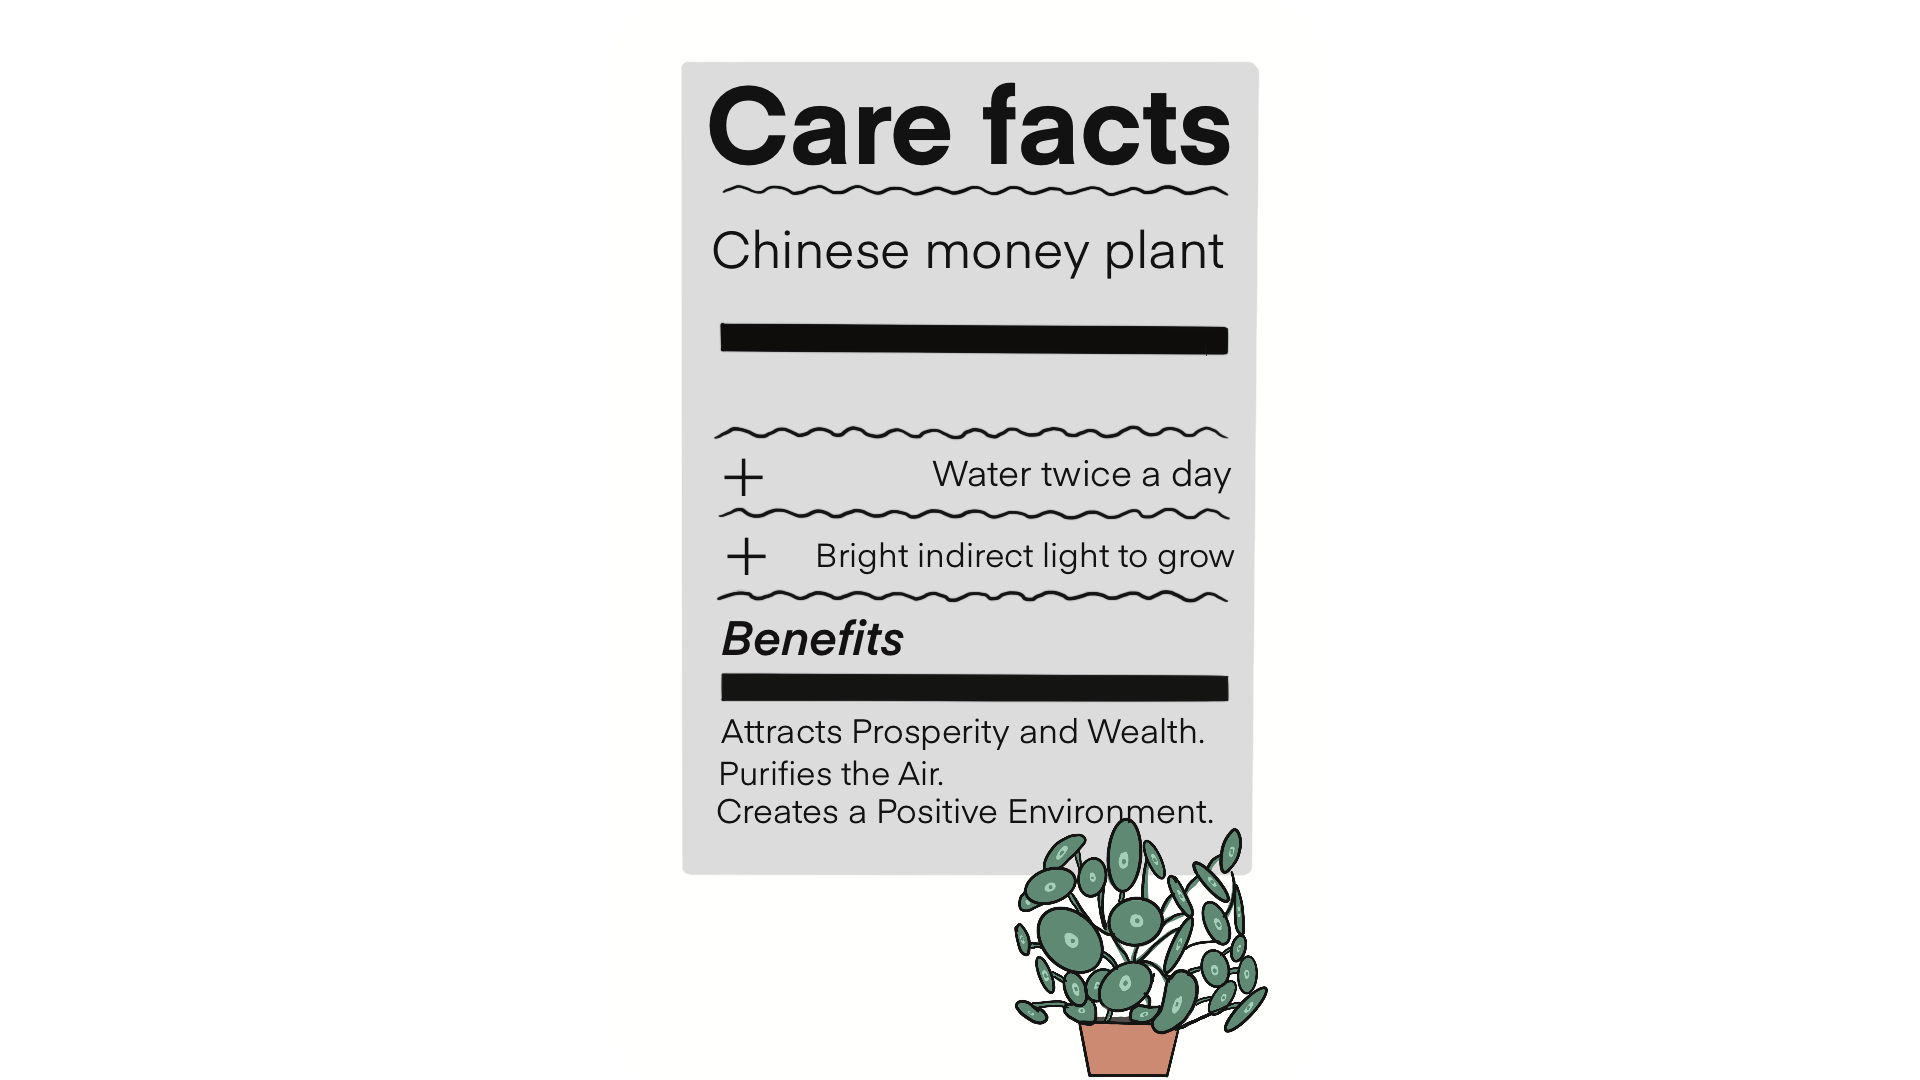 Care facts
Chinese money plant
+ Water twice a day
+ Bright indirect light to grow
Benefits
Attracts Prosperity and Wealth.
Purifies the Air.
Creates a Positive Environment.